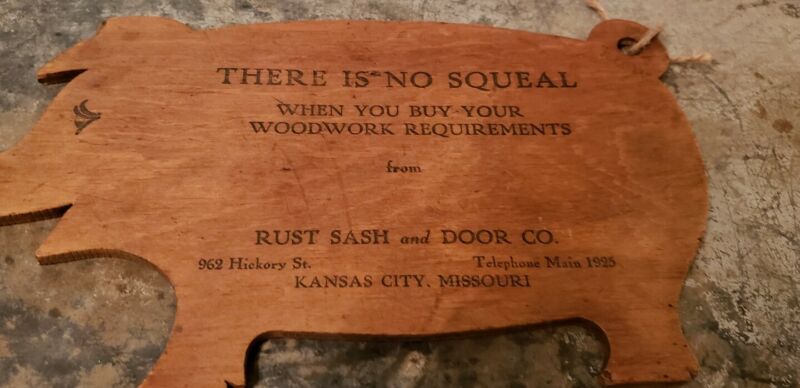 THERE IS NO SQUEAL
WHEN YOU BUY YOUR
WOODWORK REQUIREMENTS
from
RUST SASH and DOOR CO.
962 Hickory St. Telephone Main 1925
KANSAS CITY, MISSOURI